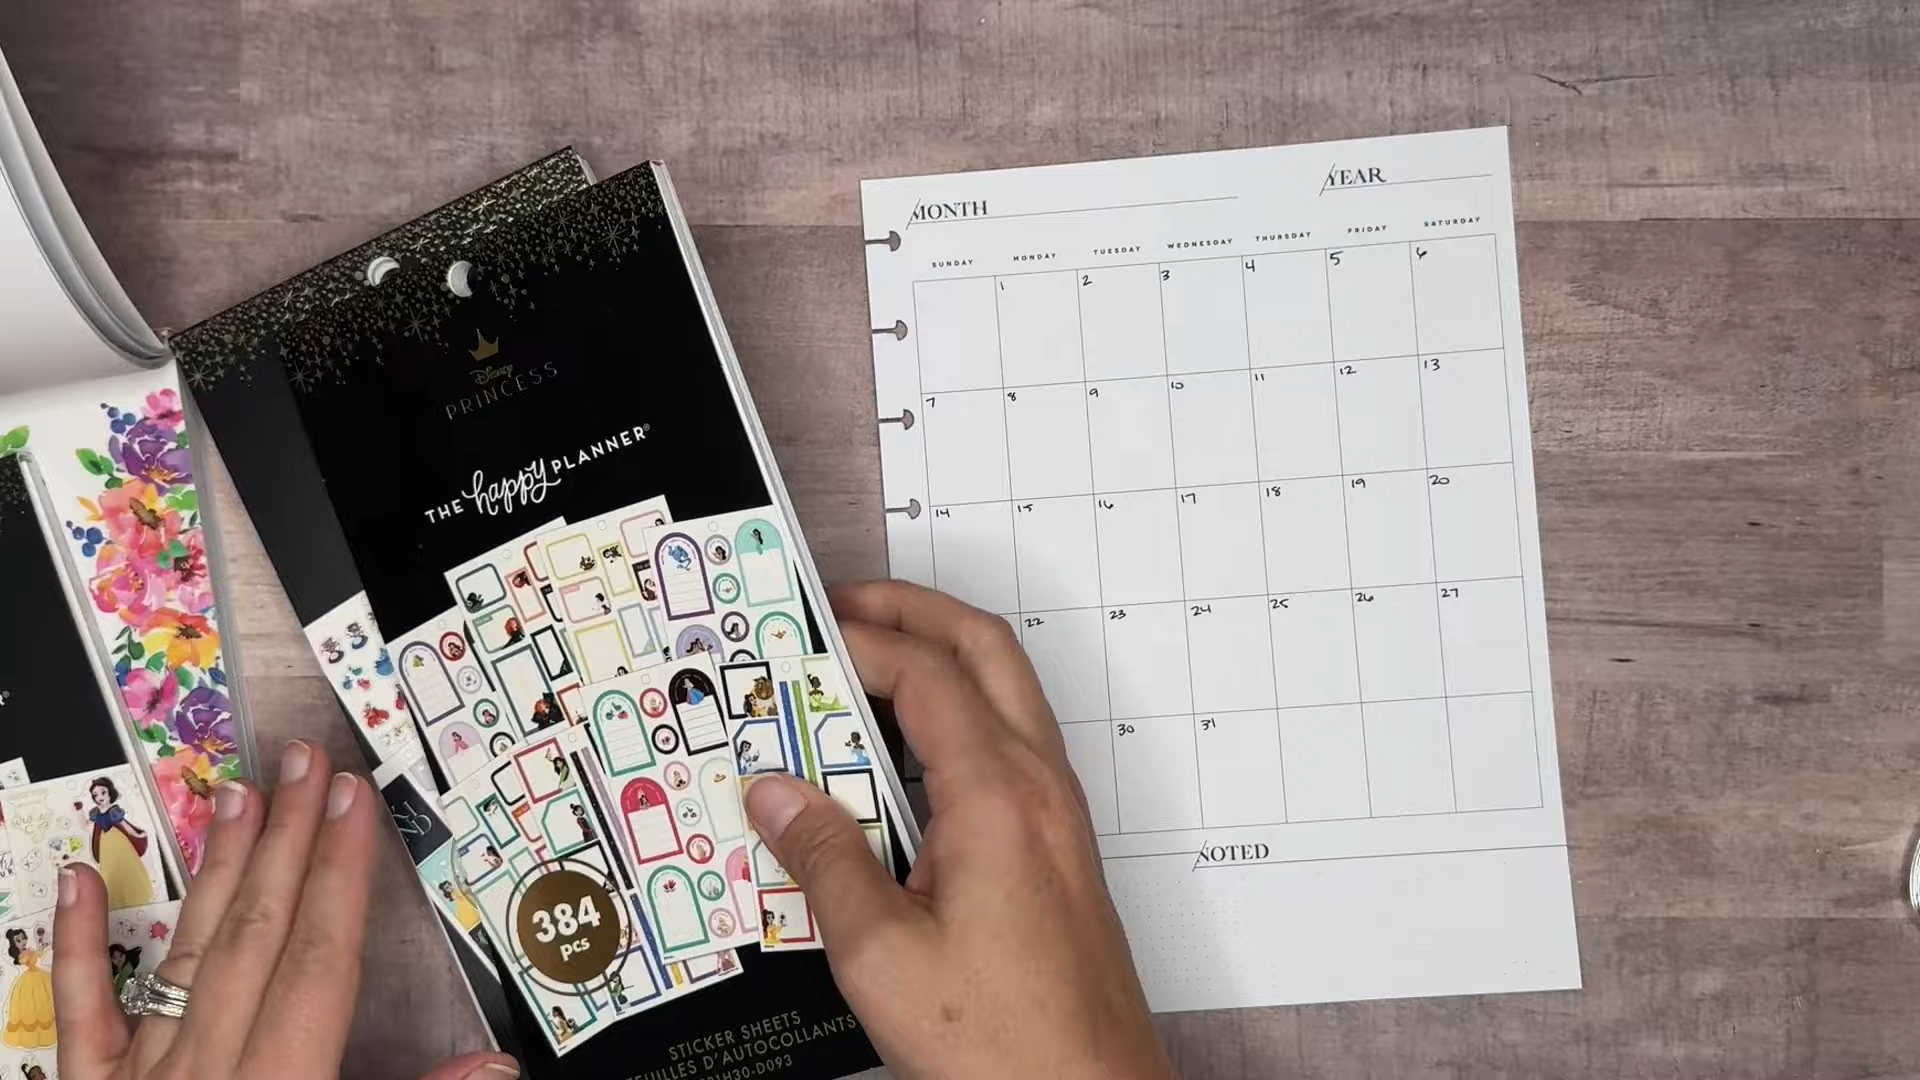 Disney
PRINCESS
THE happy PLANNER®
384
pcs
STICKER SHEETS
D'AUTOCOLLANTS
MONTH
YEAR
SUNDAY MONDAY TUESDAY WEDNESDAY THURSDAY FRIDAY SATURDAY
1 2 3 4 5 6
7 8 9 10 11 12 13
14 15 16 17 18 19 20
22 23 24 25 26 27
30 31
NOTED